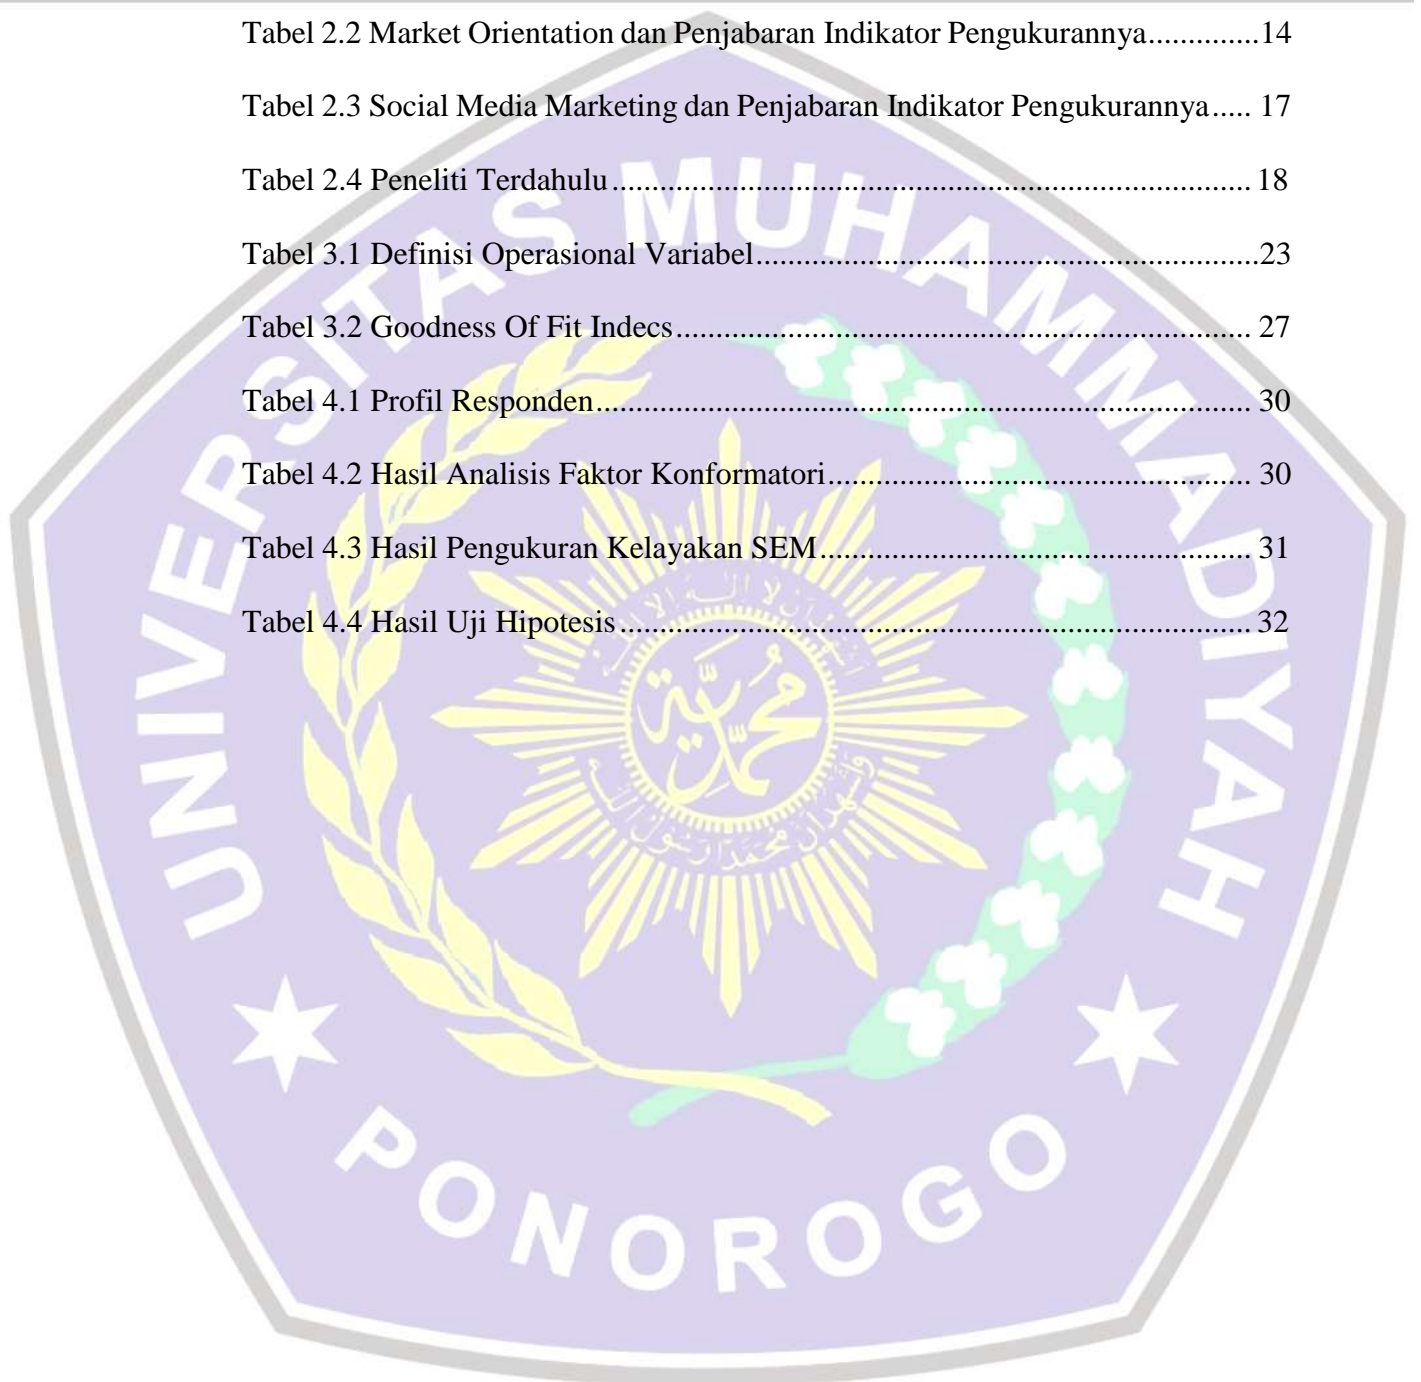 Tabel 2.2 Market Orientation dan Penjabaran Indikator Pengukurannya..............14
Tabel 2.3 Social Media Marketing dan Penjabaran Indikator Pengukurannya..... 17
Tabel 2.4 Peneliti Terdahulu................................................................................ 18
Tabel 3.1 Definisi Operasional Variabel...............................................................23
Tabel 3.2 Goodness Of Fit Indecs........................................................................ 27
Tabel 4.1 Profil Responden.................................................................................. 30
Tabel 4.2 Hasil Analisis Faktor Konformatori..................................................... 30
Tabel 4.3 Hasil Pengukuran Kelayakan SEM...................................................... 31
Tabel 4.4 Hasil Uji Hipotesis............................................................................... 32
UNIVERSITAS MUHAMMADIYAH
محمدية
PONOROGO